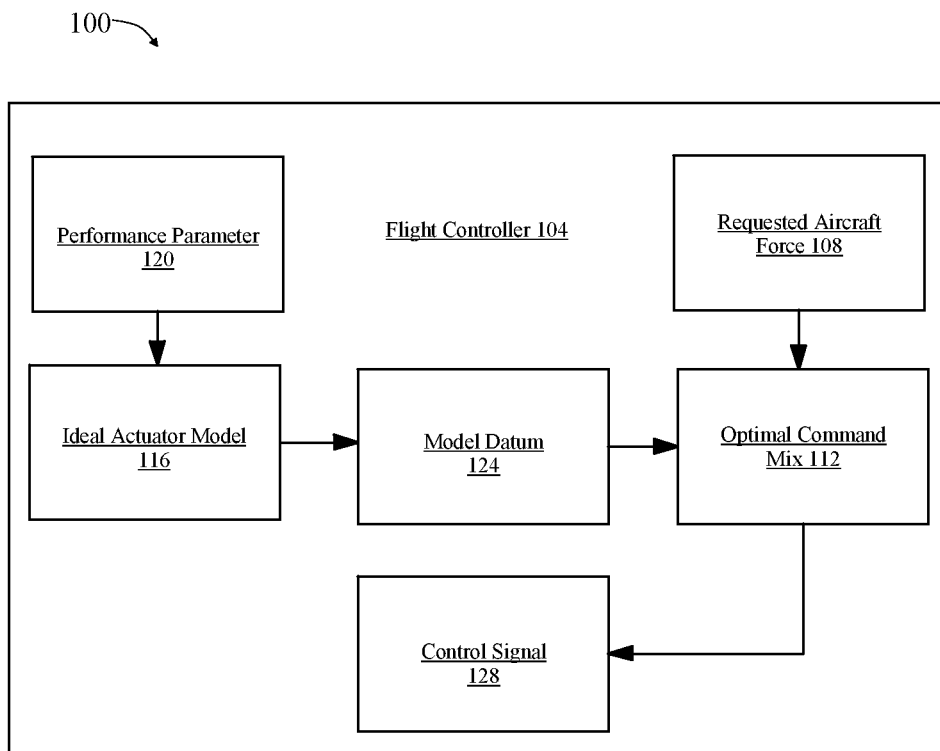 100
Performance Parameter
120
Flight Controller 104
Requested Aircraft
Force 108
Ideal Actuator Model
116
Model Datum
124
Optimal Command
Mix 112
Control Signal
128